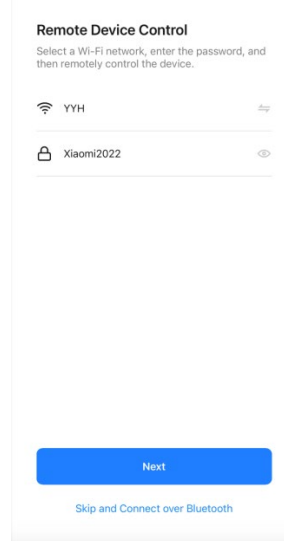 Remote Device Control
Select a Wi-Fi network, enter the password, and
then remotely control the device.
YYH
Xiaomi2022
Next
Skip and Connect over Bluetooth